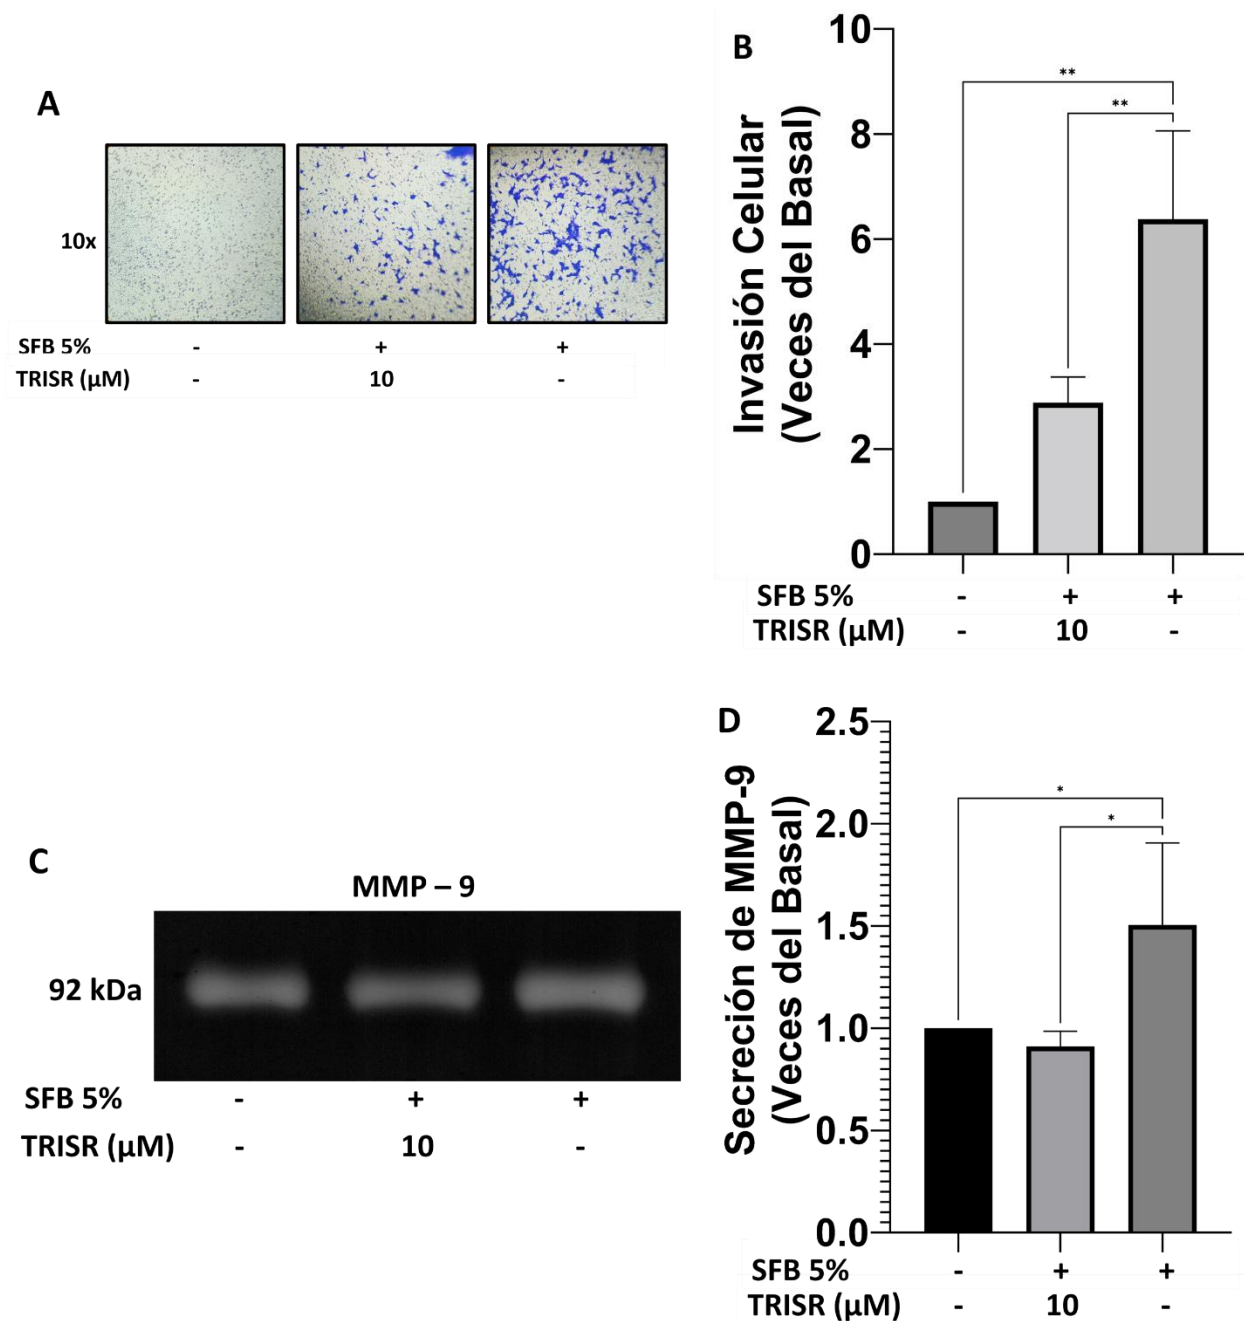 A
10x
SFB 5% - + +
TRISR (µM) - 10 -
B
Invasión Celular
(Veces del Basal)
10
8
6
4
2
0
**
**
SFB 5% - + +
TRISR (µM) - 10 -
C
MMP – 9
92 kDa
SFB 5% - + +
TRISR (µM) - 10 -
D
Secreción de MMP-9
(Veces del Basal)
2.5
2.0
1.5
1.0
0.5
0.0
*
*
SFB 5% - + +
TRISR (µM) - 10 -